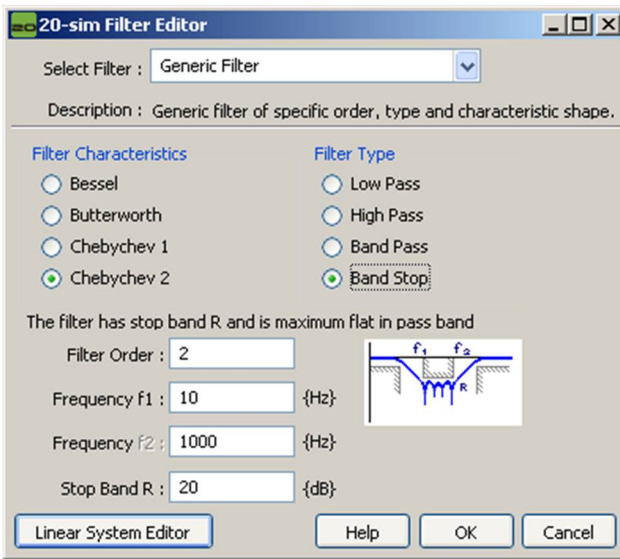 20 20-sim Filter Editor
Select Filter : Generic Filter
Description : Generic filter of specific order, type and characteristic shape.
Filter Characteristics
Filter Type
Bessel
Low Pass
Butterworth
High Pass
Chebychev 1
Band Pass
Chebychev 2
Band Stop
The filter has stop band R and is maximum flat in pass band
Filter Order : 2
f1 f2
R
Frequency f1 : 10 {Hz}
Frequency f2 : 1000 {Hz}
Stop Band R : 20 {dB}
Linear System Editor Help OK Cancel